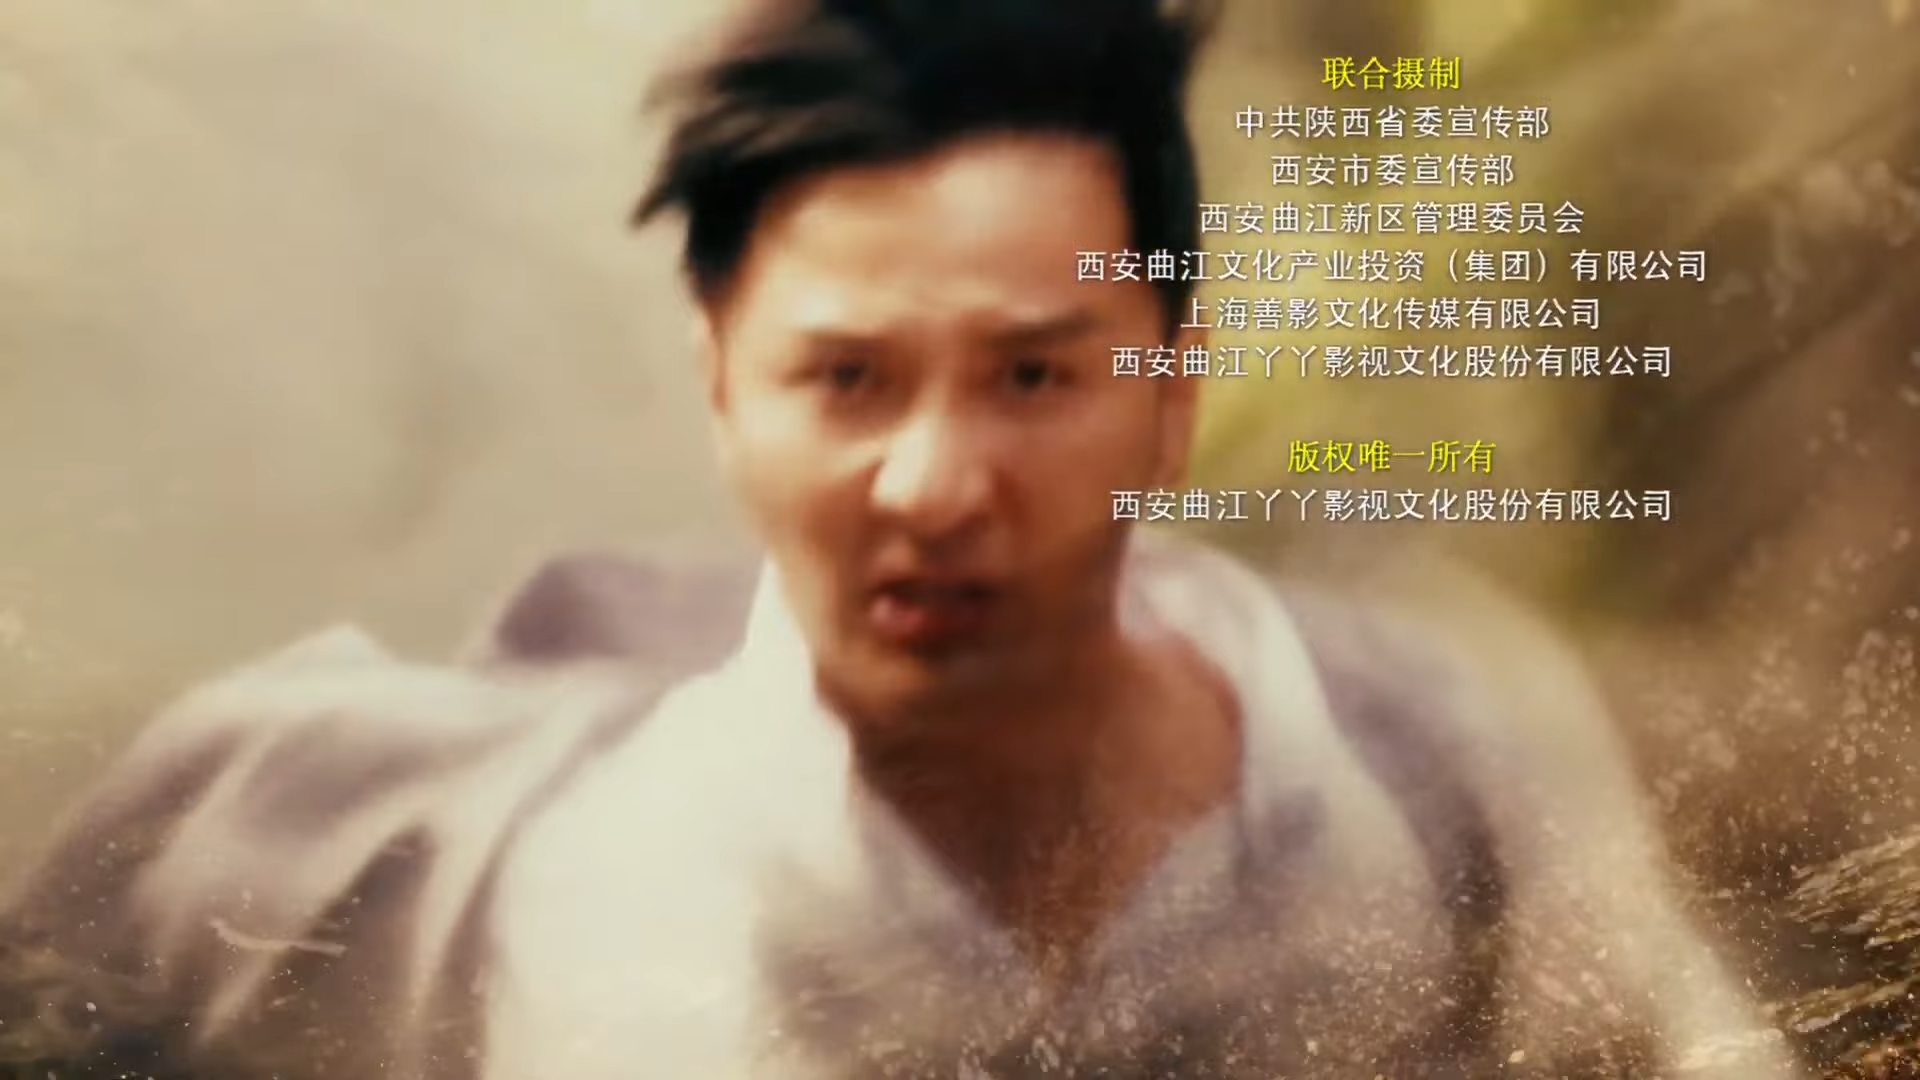 联合摄制
中共陕西省委宣传部
西安市委宣传部
西安曲江新区管理委员会
西安曲江文化产业投资（集团）有限公司
上海善影文化传媒有限公司
西安曲江丫丫影视文化股份有限公司
版权唯一所有
西安曲江丫丫影视文化股份有限公司